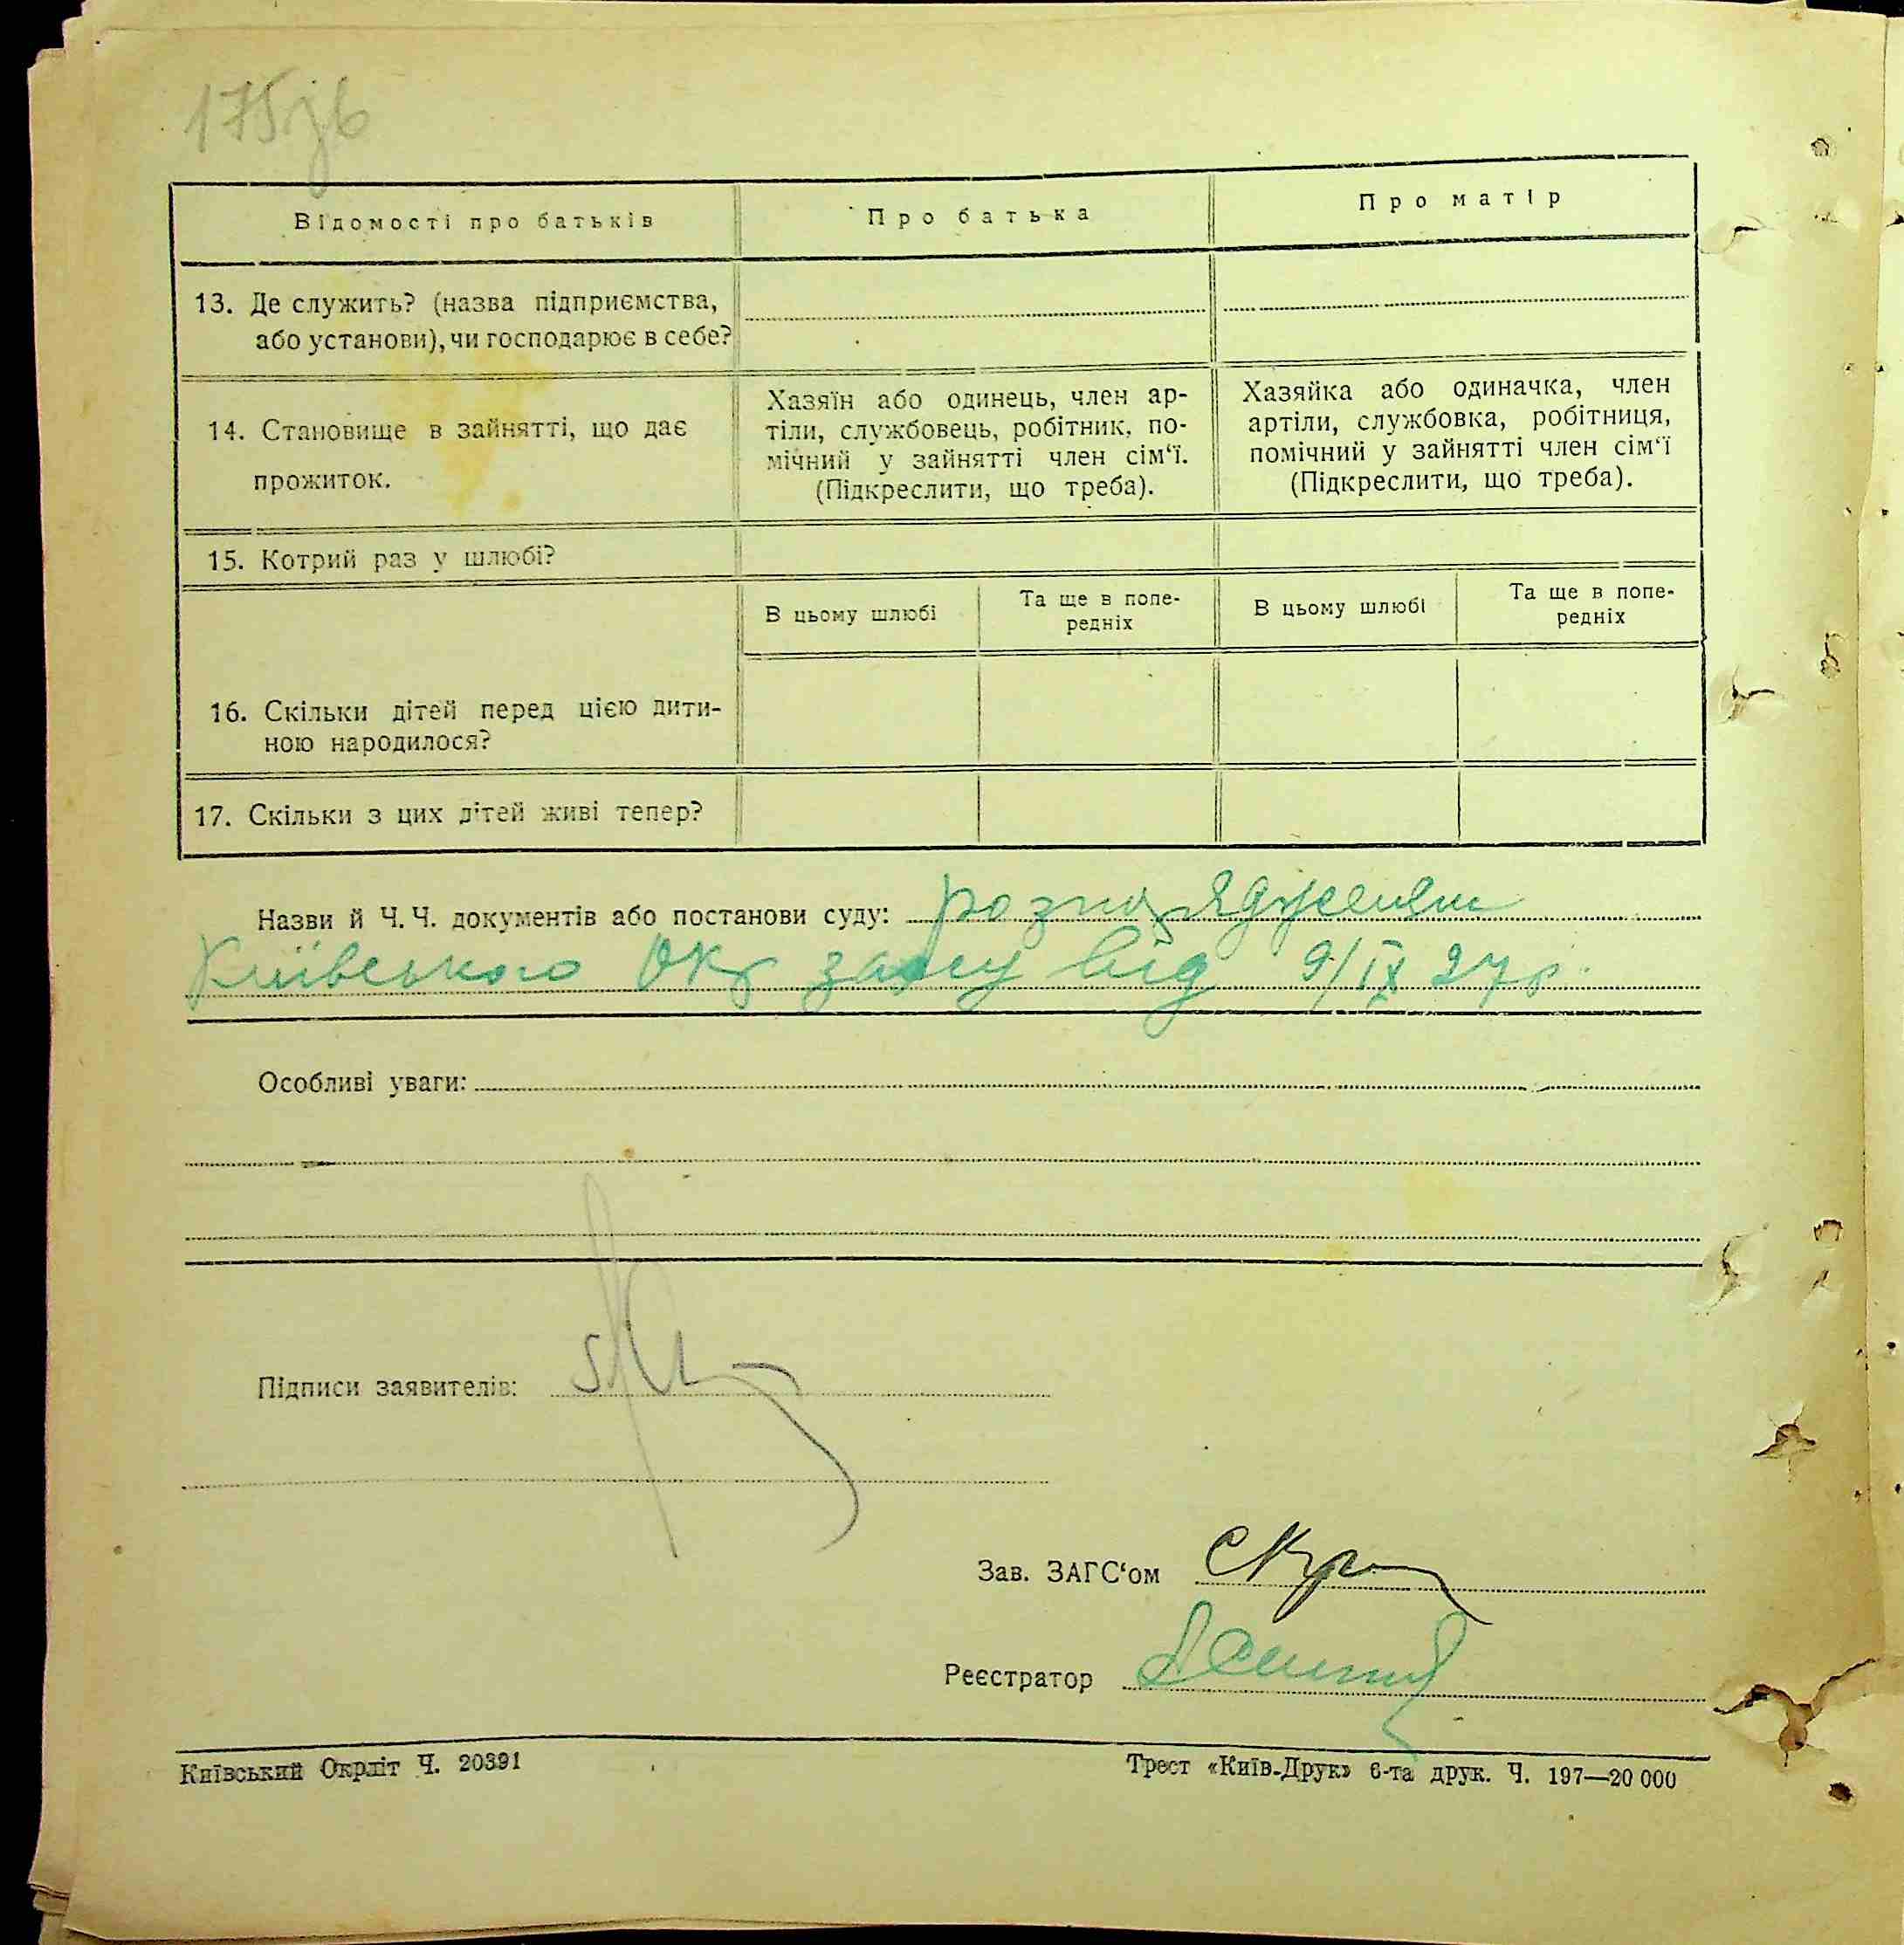 175 зв
Відомості про батьків
Про батька
Про матір
13. Де служить? (назва підприємства,
або установи), чи господарює в себе?
14. Становище в зайнятті, що дає
прожиток.
Хазяїн або одинець, член ар-
тіли, службовець, робітник, по-
мічний у зайнятті член сім‘ї.
(Підкреслити, що треба).
Хазяйка або одиначка, член
артіли, службовка, робітниця,
помічний у зайнятті член сім‘ї
(Підкреслити, що треба).
15. Котрий раз у шлюбі?
В цьому шлюбі
Та ще в попе-
редніх
В цьому шлюбі
Та ще в попе-
редніх
16. Скільки дітей перед цією дити-
ною народилося?
17. Скільки з цих дітей живі тепер?
Назви й Ч. Ч. документів або постанови суду: розпорядження
Київського Окр загсу від 9/IX 27 р.
Особливі уваги:
Підписи заявителів:
Зав. ЗАГС‘ом
Реєстратор
Київський Окрліт Ч. 20391
Трест «Київ-Друк» 6-та друк. Ч. 197—20 000